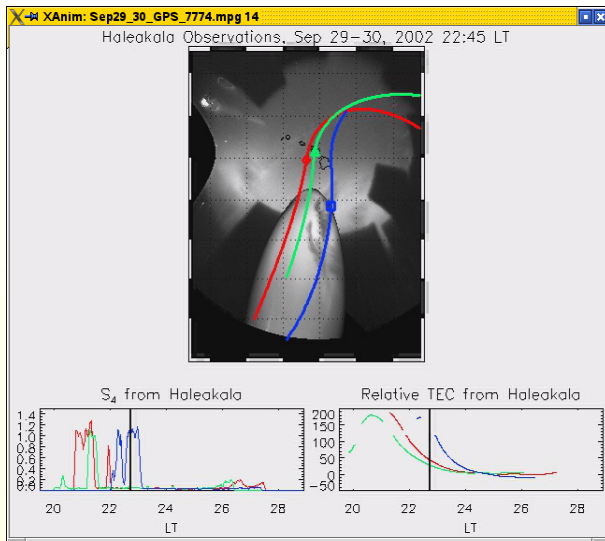 XAnim: Sep29_30_GPS_7774.mpg 14
Haleakala Observations, Sep 29-30, 2002 22:45 LT
S4 from Haleakala
1.4
1.2
1.0
0.8
0.6
0.4
0.2
0.0
20 22 24 26 28
LT
Relative TEC from Haleakala
200
150
100
50
0
-50
20 22 24 26 28
LT